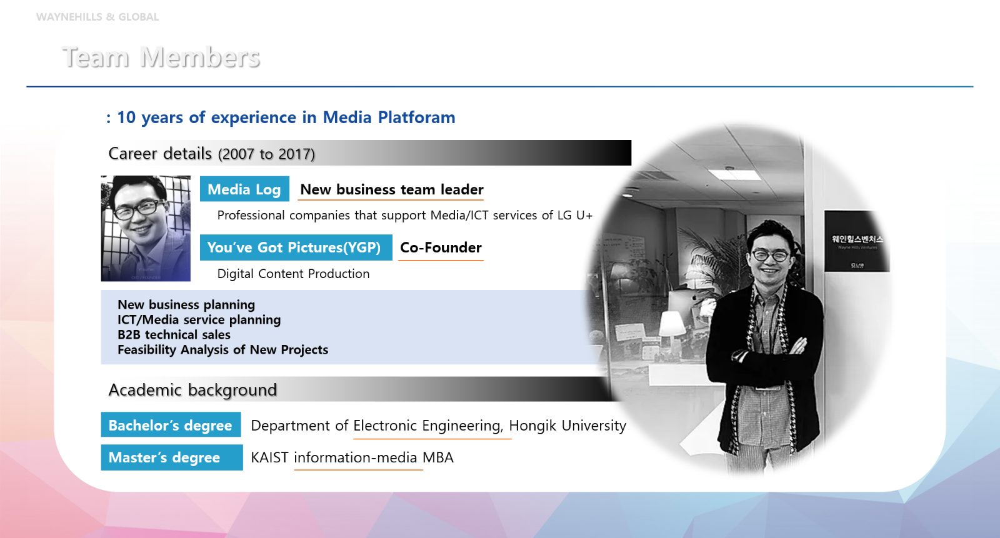 WAYNEHILLS & GLOBAL
Team Members
: 10 years of experience in Media Platforam
Career details (2007 to 2017)
Media Log New business team leader
Professional companies that support Media/ICT services of LG U+
You’ve Got Pictures(YGP) Co-Founder
Digital Content Production
CEO / FOUNDER
New business planning
ICT/Media service planning
B2B technical sales
Feasibility Analysis of New Projects
Academic background
Bachelor’s degree Department of Electronic Engineering, Hongik University
Master’s degree KAIST information-media MBA
웨인힐스벤처스
Wayne Hills Ventures